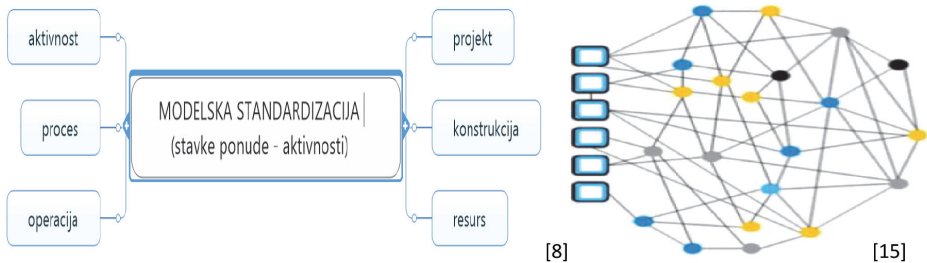 aktivnost
proces
operacija
MODELSKA STANDARDIZACIJA
(stavke ponude - aktivnosti)
projekt
konstrukcija
resurs
[8]
[15]